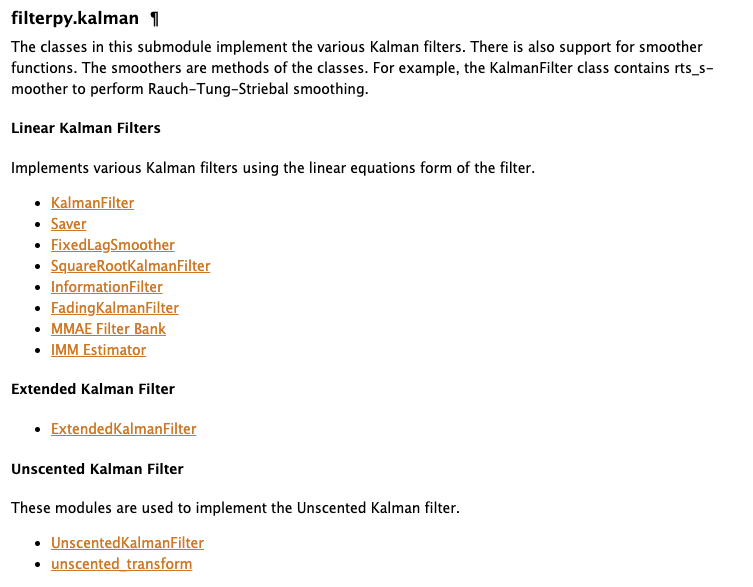 filterpy.kalman ¶
The classes in this submodule implement the various Kalman filters. There is also support for smoother
functions. The smoothers are methods of the classes. For example, the KalmanFilter class contains rts_s-
moother to perform Rauch-Tung-Striebal smoothing.
Linear Kalman Filters
Implements various Kalman filters using the linear equations form of the filter.
• KalmanFilter
• Saver
• FixedLagSmoother
• SquareRootKalmanFilter
• InformationFilter
• FadingKalmanFilter
• MMAE Filter Bank
• IMM Estimator
Extended Kalman Filter
• ExtendedKalmanFilter
Unscented Kalman Filter
These modules are used to implement the Unscented Kalman filter.
• UnscentedKalmanFilter
• unscented_transform